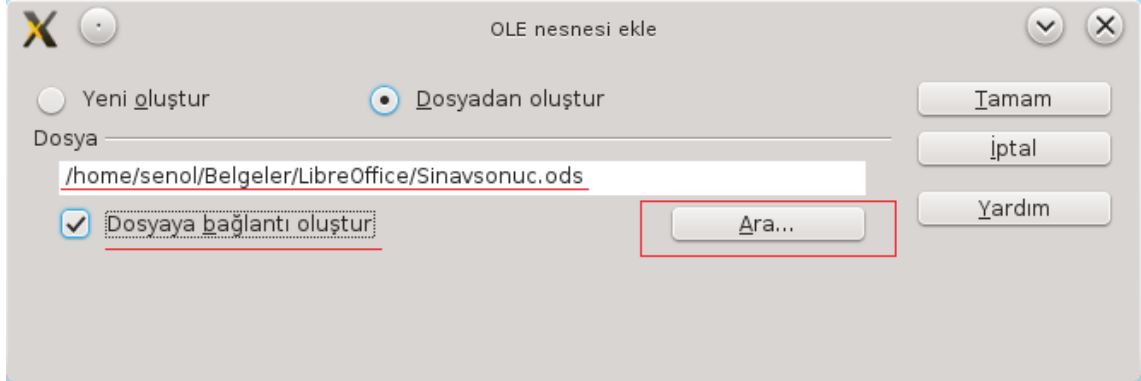 OLE nesnesi ekle
Yeni oluştur
Dosyadan oluştur
Tamam
Dosya
İptal
/home/senol/Belgeler/LibreOffice/Sinavsonuc.ods
Yardım
Dosyaya bağlantı oluştur
Ara...